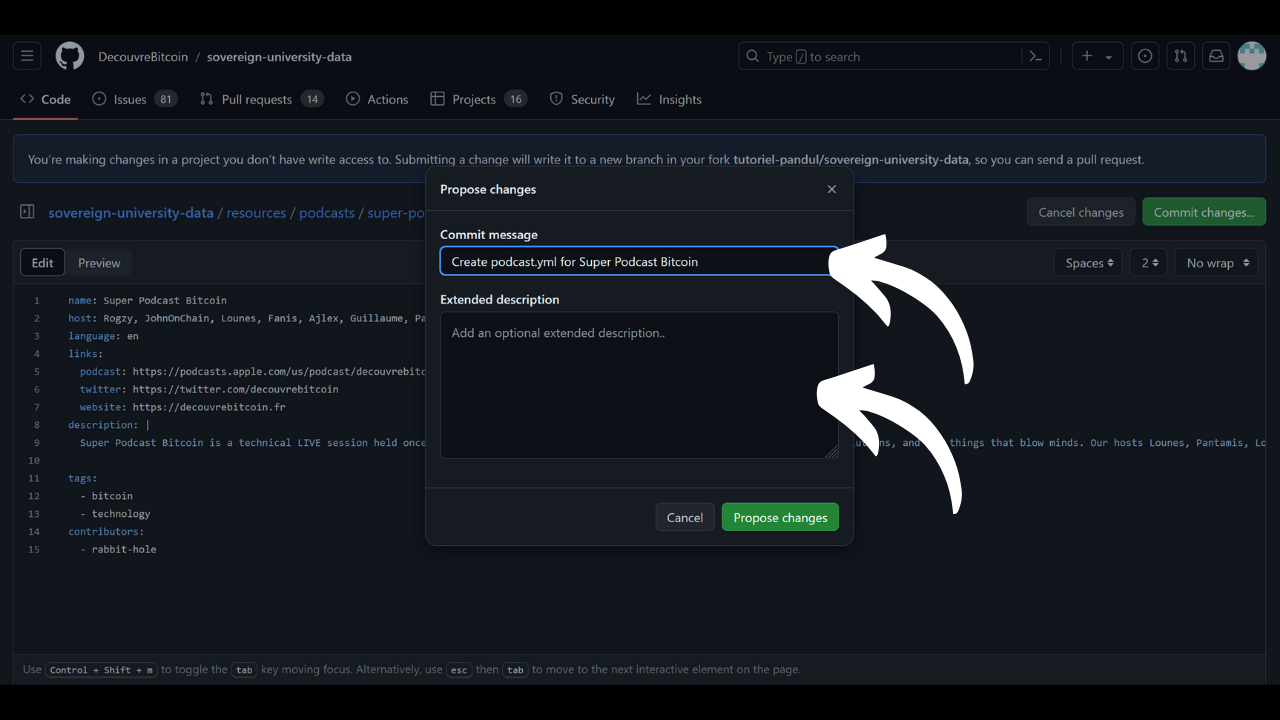 DecouvreBitcoin / sovereign-university-data
Type / to search
Code
Issues 81
Pull requests 14
Actions
Projects 16
Security
Insights
You're making changes in a project you don't have write access to. Submitting a change will write it to a new branch in your fork tutoriel-pandul/sovereign-university-data, so you can send a pull request.
sovereign-university-data / resources / podcasts / super-po
Cancel changes
Commit changes...
Edit
Preview
Spaces
2
No wrap
1 name: Super Podcast Bitcoin
2 host: Rogzy, JohnOnChain, Lounes, Fanis, Ajlex, Guillaume, Pa
3 language: en
4 links:
5 podcast: https://podcasts.apple.com/us/podcast/decouvrebitc
6 twitter: https://twitter.com/decouvrebitcoin
7 website: https://decouvrebitcoin.fr
8 description: |
9 Super Podcast Bitcoin is a technical LIVE session held once and things that blow minds. Our hosts Lounes, Pantamis, Lo
10
11 tags:
12 - bitcoin
13 - technology
14 contributors:
15 - rabbit-hole
Propose changes
Commit message
Create podcast.yml for Super Podcast Bitcoin
Extended description
Add an optional extended description..
Cancel
Propose changes
Use Control + Shift + m to toggle the tab key moving focus. Alternatively, use esc then tab to move to the next interactive element on the page.